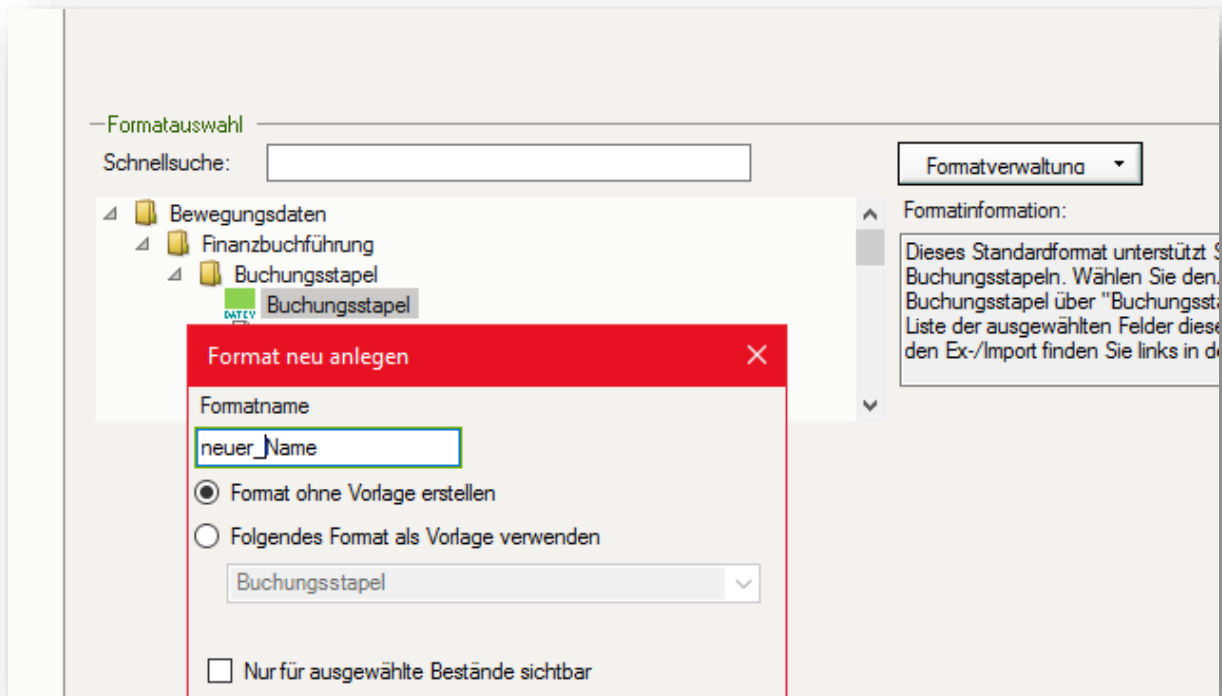 Formatauswahl
Schnellsuche:
Formatverwaltung
Bewegungsdaten
Finanzbuchführung
Buchungsstapel
DATEV
Buchungsstapel
Formatinformation:
Dieses Standardformat unterstützt S
Buchungsstapeln. Wählen Sie den.
Buchungsstapel über "Buchungssta
Liste der ausgewählten Felder diese
den Ex-/Import finden Sie links in de
Format neu anlegen
Formatname
neuer_Name
Format ohne Vorlage erstellen
Folgendes Format als Vorlage verwenden
Buchungsstapel
Nur für ausgewählte Bestände sichtbar